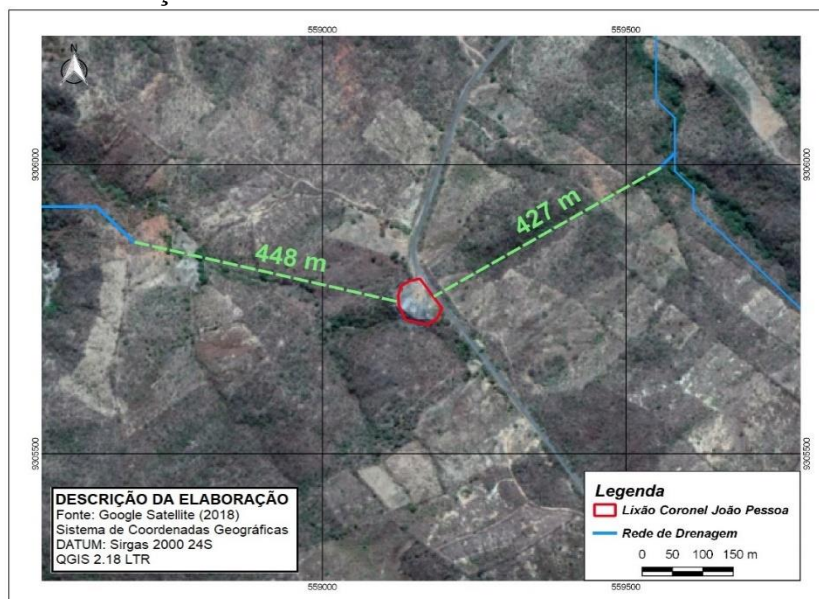 559000
559500
N
9306000
9306000
427 m
448 m
9305500
9305500
DESCRIÇÃO DA ELABORAÇÃO
Fonte: Google Satellite (2018)
Sistema de Coordenadas Geográficas
DATUM: Sirgas 2000 24S
QGIS 2.18 LTR
Legenda
Lixão Coronel João Pessoa
Rede de Drenagem
0 50 100 150 m
559000
559500